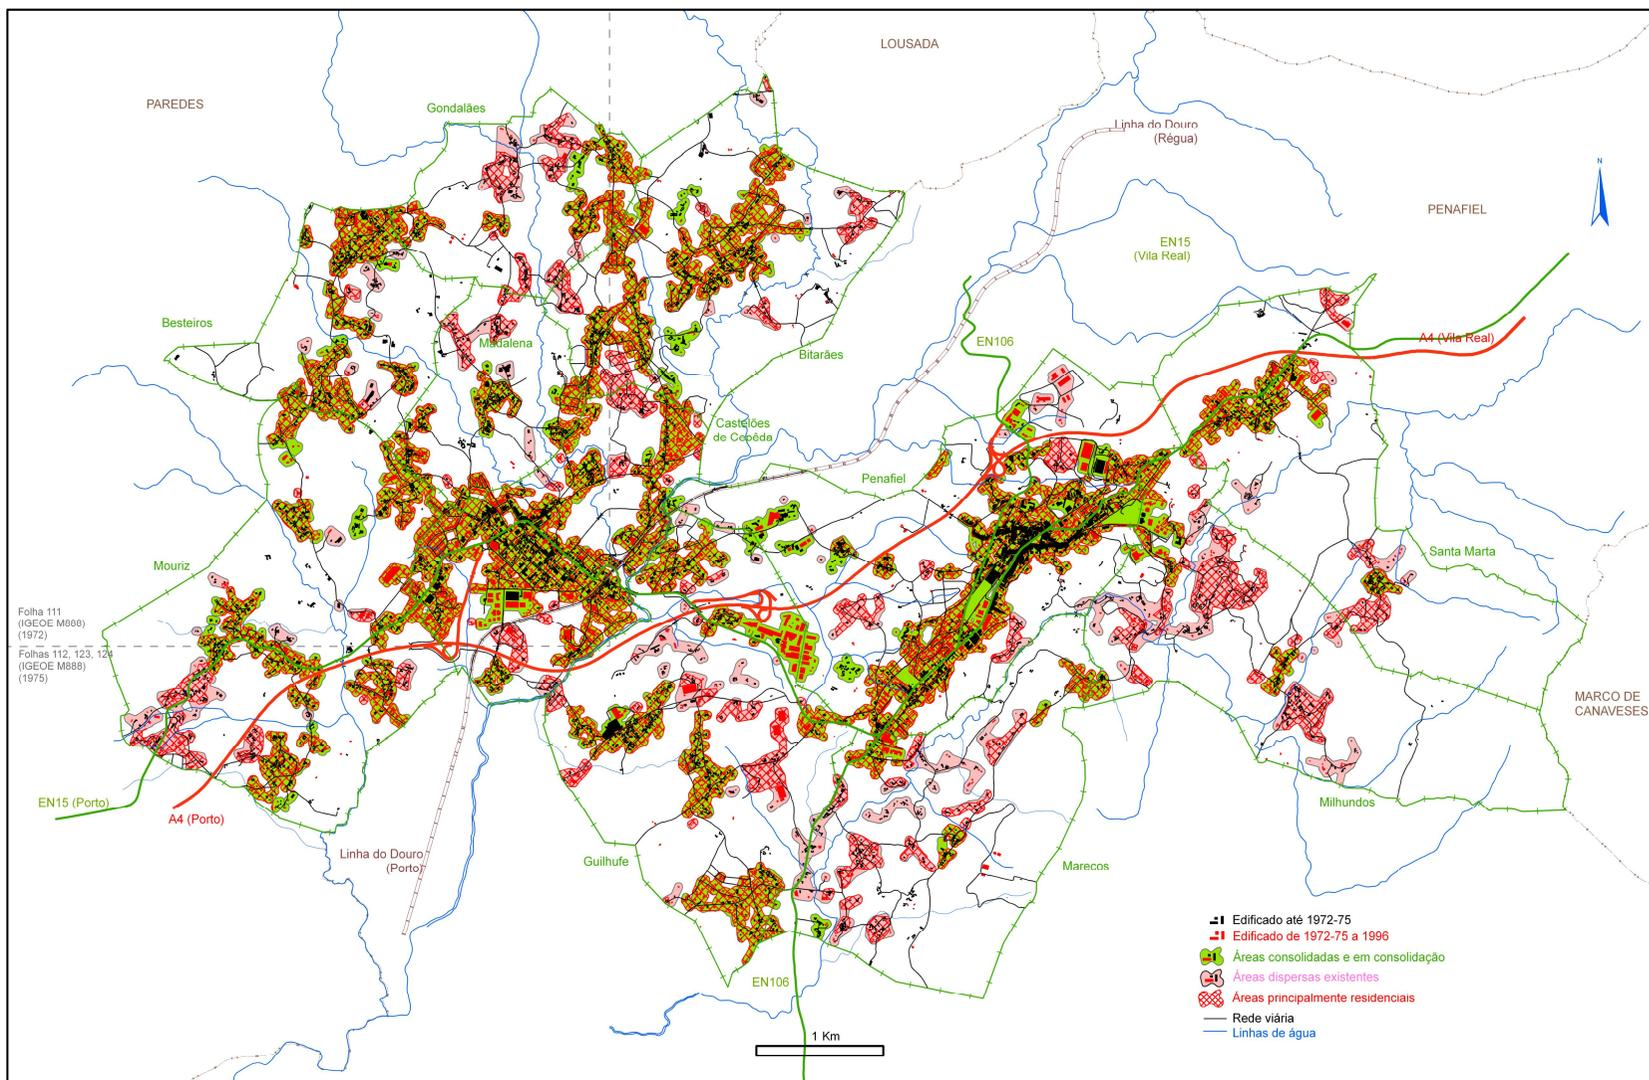 LOUSADA
PAREDES
Gondalães
Linha do Douro
(Régua)
N
PENAFIEL
EN15
(Vila Real)
Besteiros
Madalena
EN106
A4 (Vila Real)
Bitarães
Castelões
de Cepêda
Penafiel
Santa Marta
Mouriz
Folha 111
(IGEOE M888)
(1972)
Folhas 112, 123, 124
(IGEOE M888)
(1975)
MARCO DE
CANAVESES
EN15 (Porto)
A4 (Porto)
Milhundos
Linha do Douro
(Porto)
Guilhufe
Marecos
Edificado até 1972-75
Edificado de 1972-75 a 1996
Áreas consolidadas e em consolidação
Áreas dispersas existentes
Áreas principalmente residenciais
Rede viária
Linhas de água
EN106
1 Km